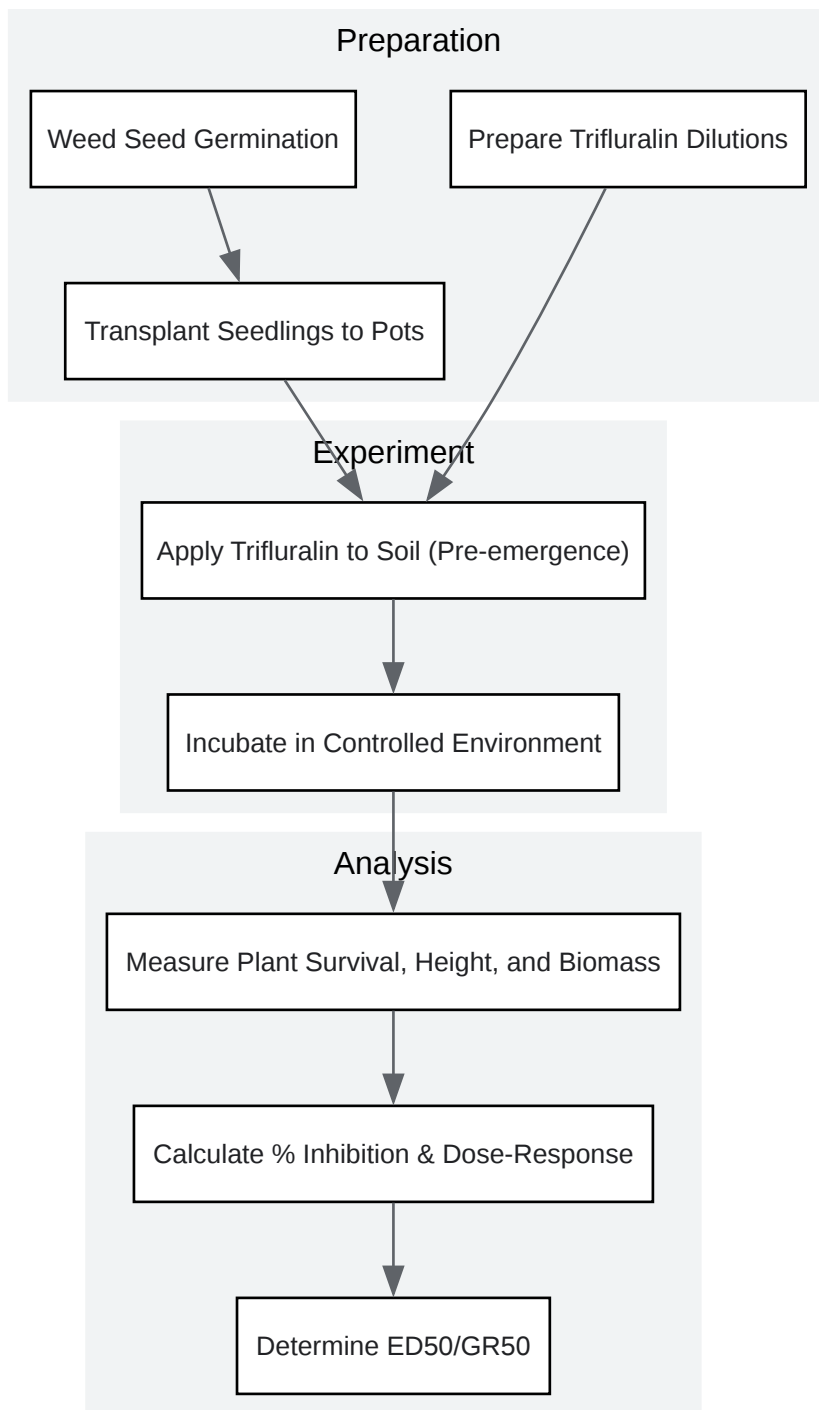 Preparation
Weed Seed Germination
Prepare Trifluralin Dilutions
Transplant Seedlings to Pots
Experiment
Apply Trifluralin to Soil (Pre-emergence)
Incubate in Controlled Environment
Analysis
Measure Plant Survival, Height, and Biomass
Calculate % Inhibition & Dose-Response
Determine ED50/GR50